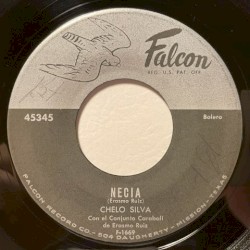 Falcon
REG. U.S. PAT. OFF.
45345
Bolero
NECIA
(Erasmo Ruiz)
CHELO SILVA
Con el Conjunto Caroball
de Erasmo Ruiz
F-1669
FALCON RECORD CO. - 504 DAUGHERTY - MISSION, TEXAS